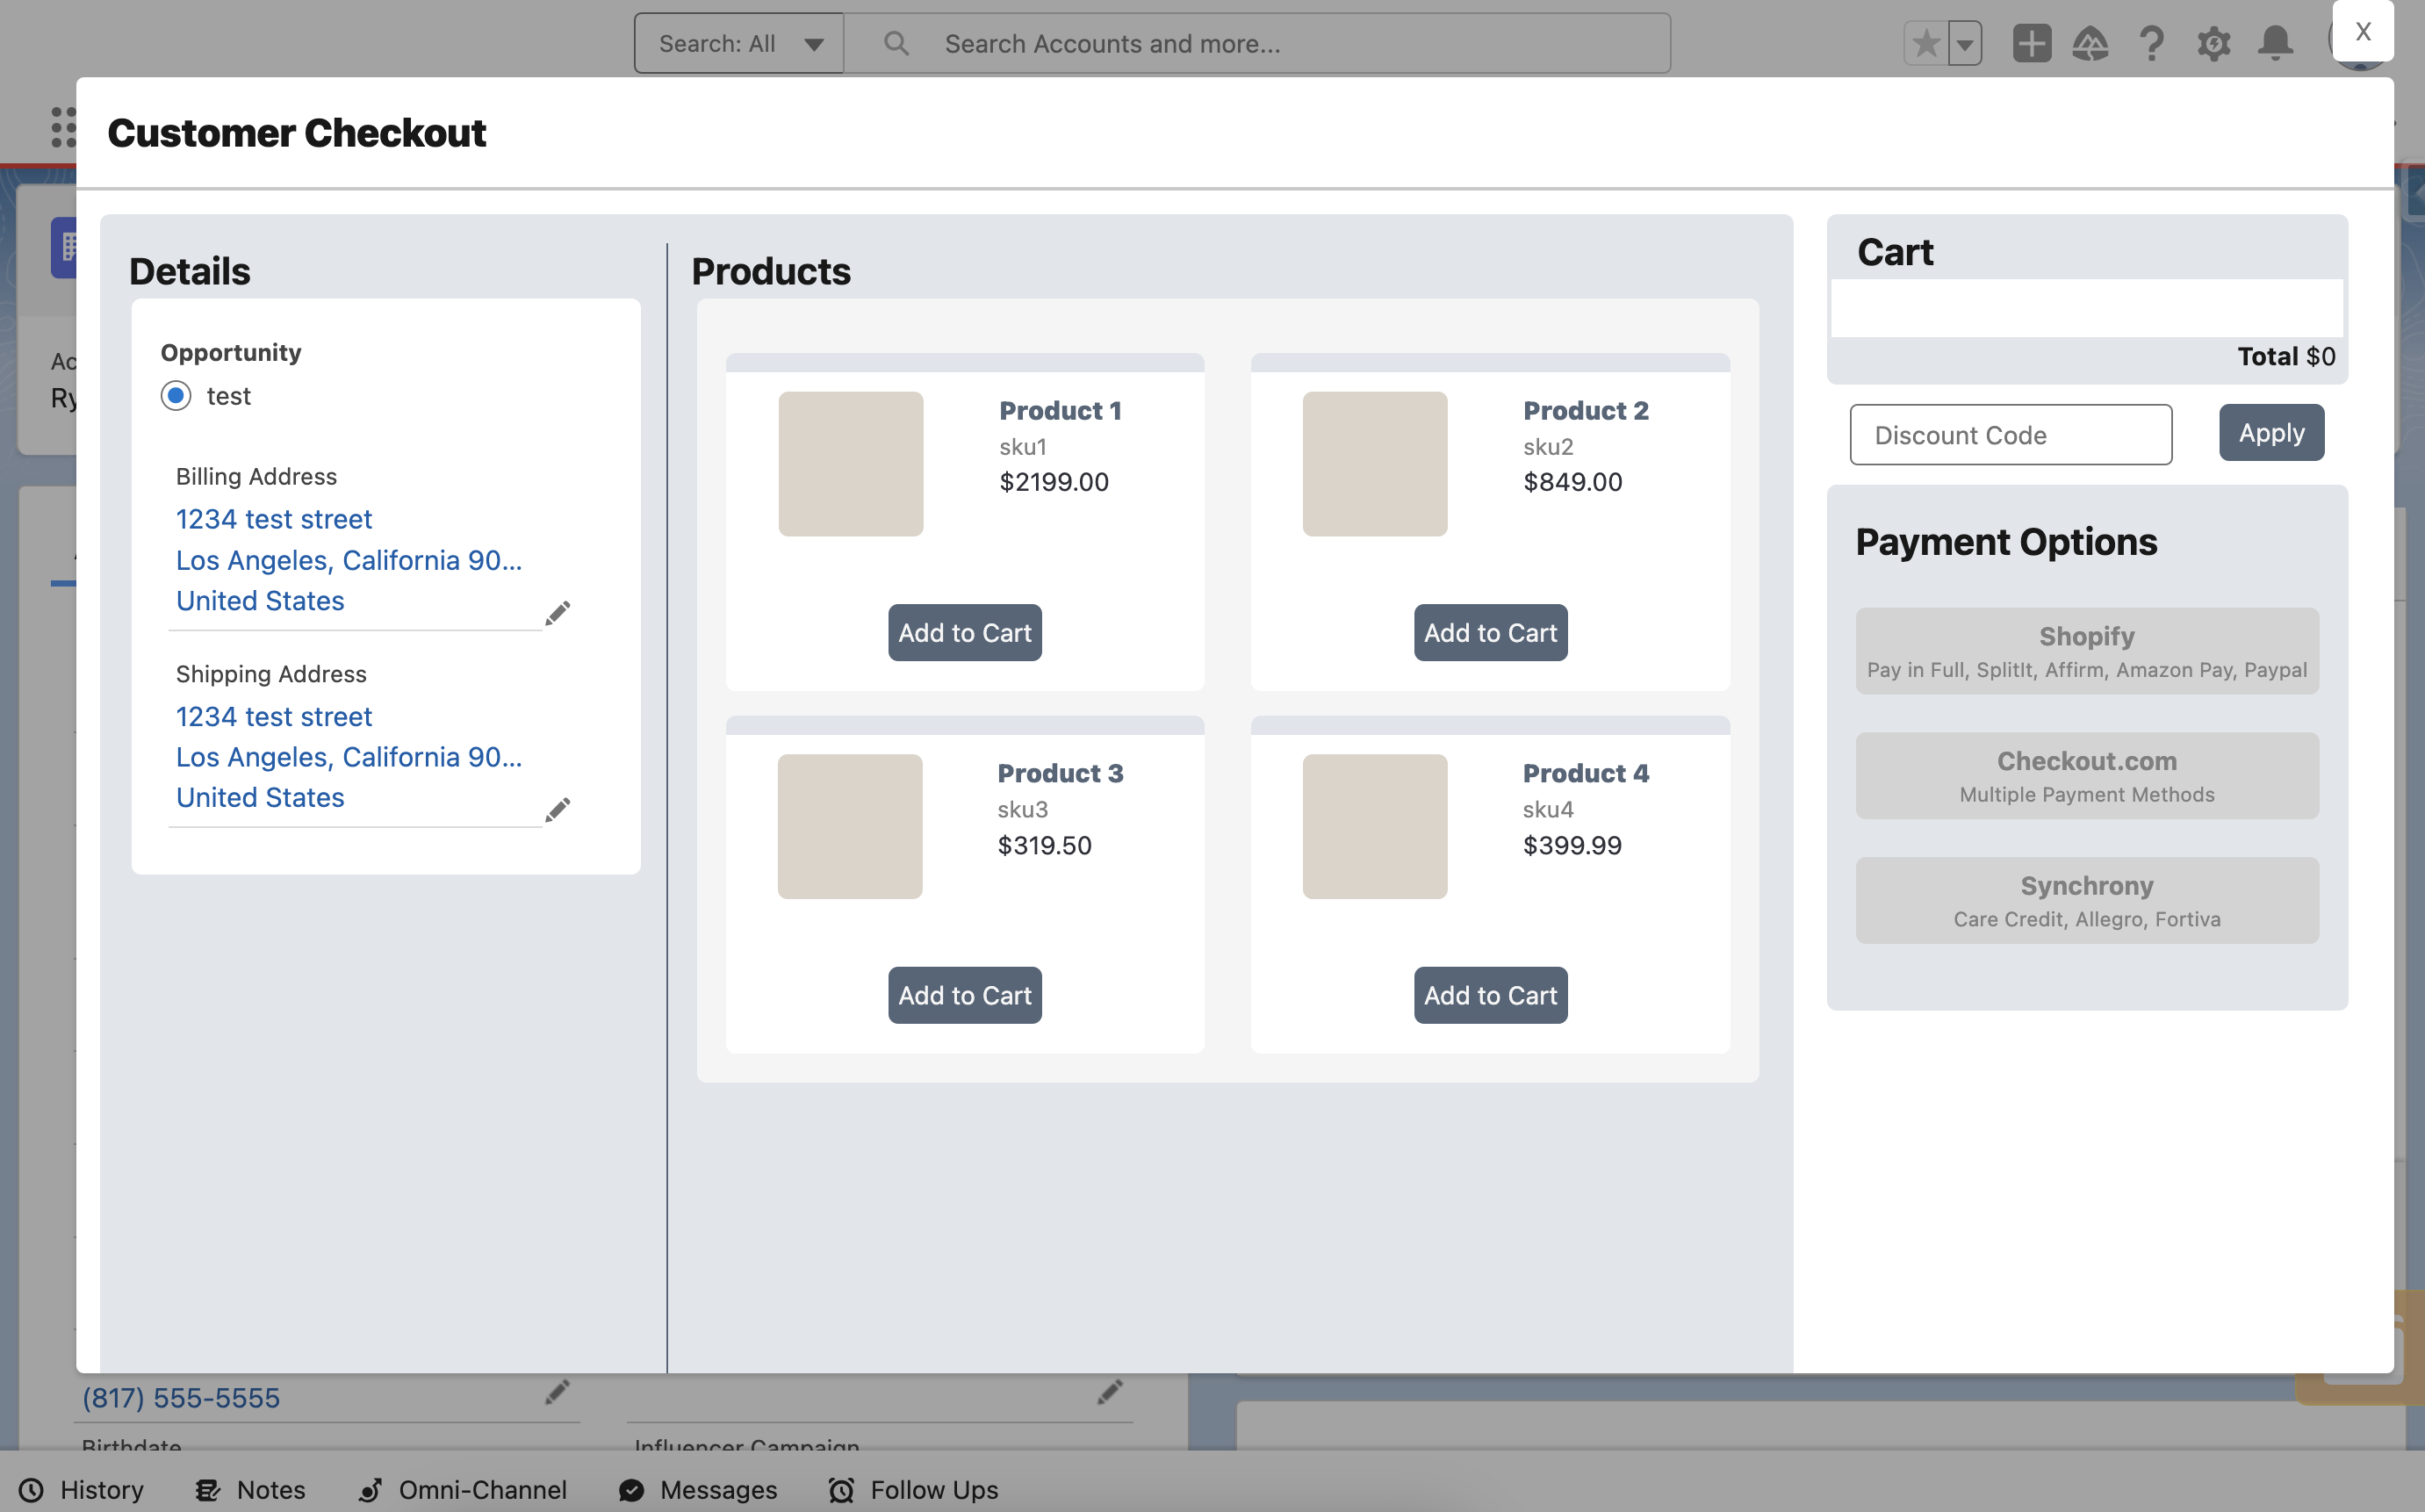 Search: All
Search Accounts and more...
X
Customer Checkout
Details
Opportunity
test
Billing Address
1234 test street
Los Angeles, California 90...
United States
Shipping Address
1234 test street
Los Angeles, California 90...
United States
Products
Product 1
sku1
$2199.00
Add to Cart
Product 2
sku2
$849.00
Add to Cart
Product 3
sku3
$319.50
Add to Cart
Product 4
sku4
$399.99
Add to Cart
Cart
Total $0
Discount Code
Apply
Payment Options
Shopify
Pay in Full, SplitIt, Affirm, Amazon Pay, Paypal
Checkout.com
Multiple Payment Methods
Synchrony
Care Credit, Allegro, Fortiva
Ac
Ry
(817) 555-5555
Birthdate
Influencer Campaign
History
Notes
Omni-Channel
Messages
Follow Ups